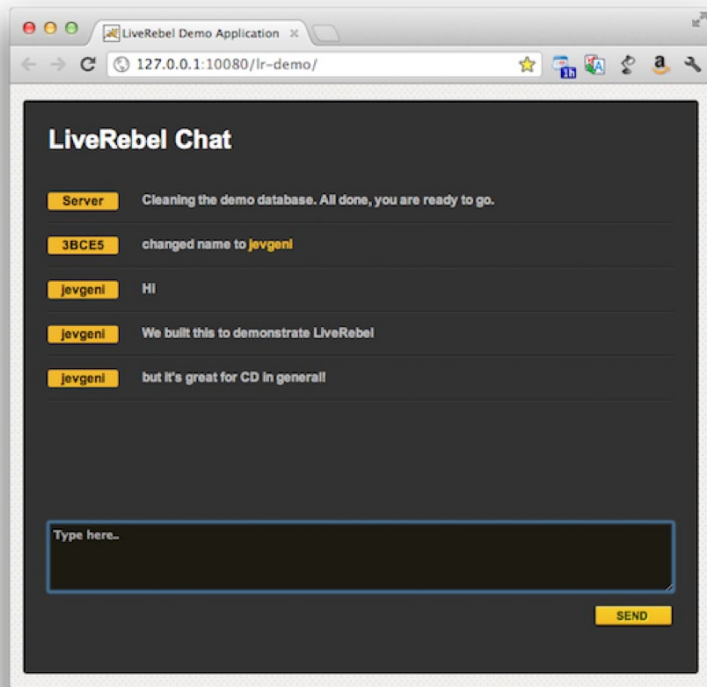 LiveRebel Demo Application
127.0.0.1:10080/lr-demo/
1h
a
LiveRebel Chat
Server Cleaning the demo database. All done, you are ready to go.
3BCE5 changed name to jevgeni
jevgeni Hi
jevgeni We built this to demonstrate LiveRebel
jevgeni but it's great for CD in general!
Type here..
SEND